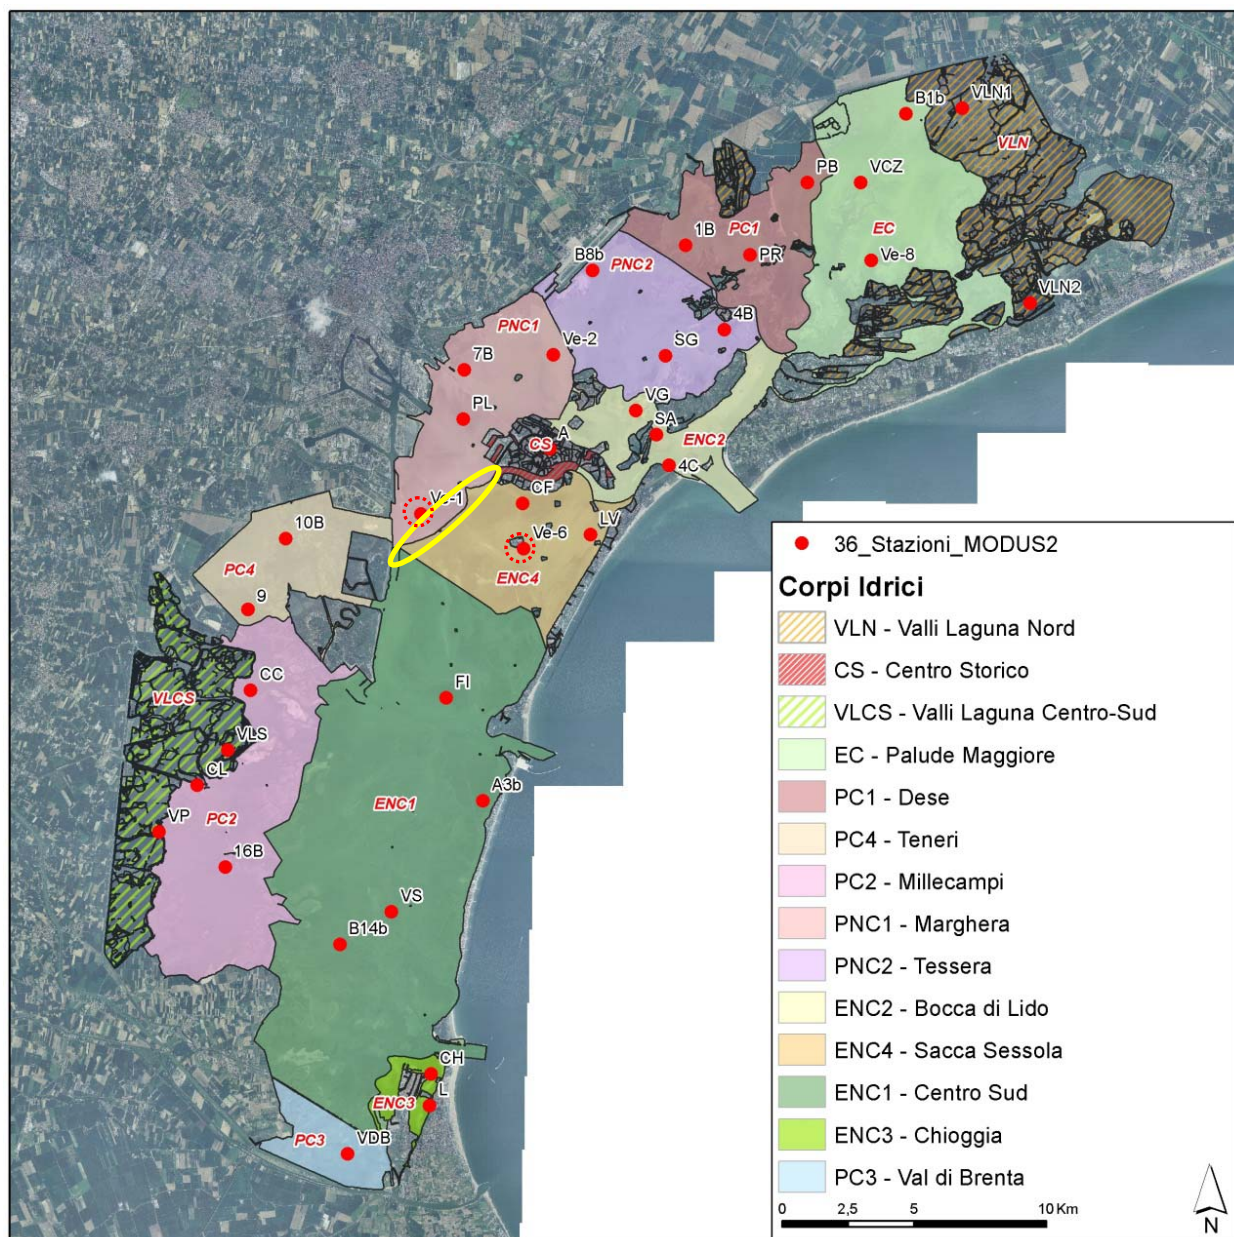 B1b
VLN1
VLN
PB
VCZ
1B
PC1
PR
EC
B8b
PNC2
Ve-8
VLN2
PNC1
4B
Ve-2
SG
7B
PL
VG
SA
CS
A
ENC2
4C
Ve-1
CF
10B
Ve-6
LV
PC4
ENC4
9
CC
FI
VLCS
VLS
CL
A3b
ENC1
VP
PC2
16B
VS
B14b
CH
L
ENC3
PC3
VDB
36_Stazioni_MODUS2
Corpi Idrici
VLN - Valli Laguna Nord
CS - Centro Storico
VLCS - Valli Laguna Centro-Sud
EC - Palude Maggiore
PC1 - Dese
PC4 - Teneri
PC2 - Millecampi
PNC1 - Marghera
PNC2 - Tessera
ENC2 - Bocca di Lido
ENC4 - Sacca Sessola
ENC1 - Centro Sud
ENC3 - Chioggia
PC3 - Val di Brenta
0 2,5 5 10 Km
N